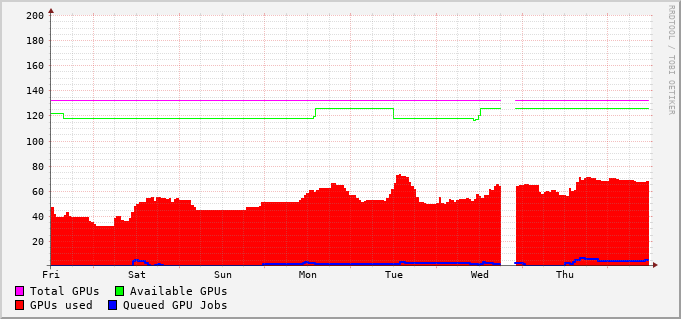 200
180
160
140
120
100
80
60
40
20
Fri Sat Sun Mon Tue Wed Thu
Total GPUs Available GPUs
GPUs used Queued GPU Jobs
RRDTOOL / TOBI OETIKER